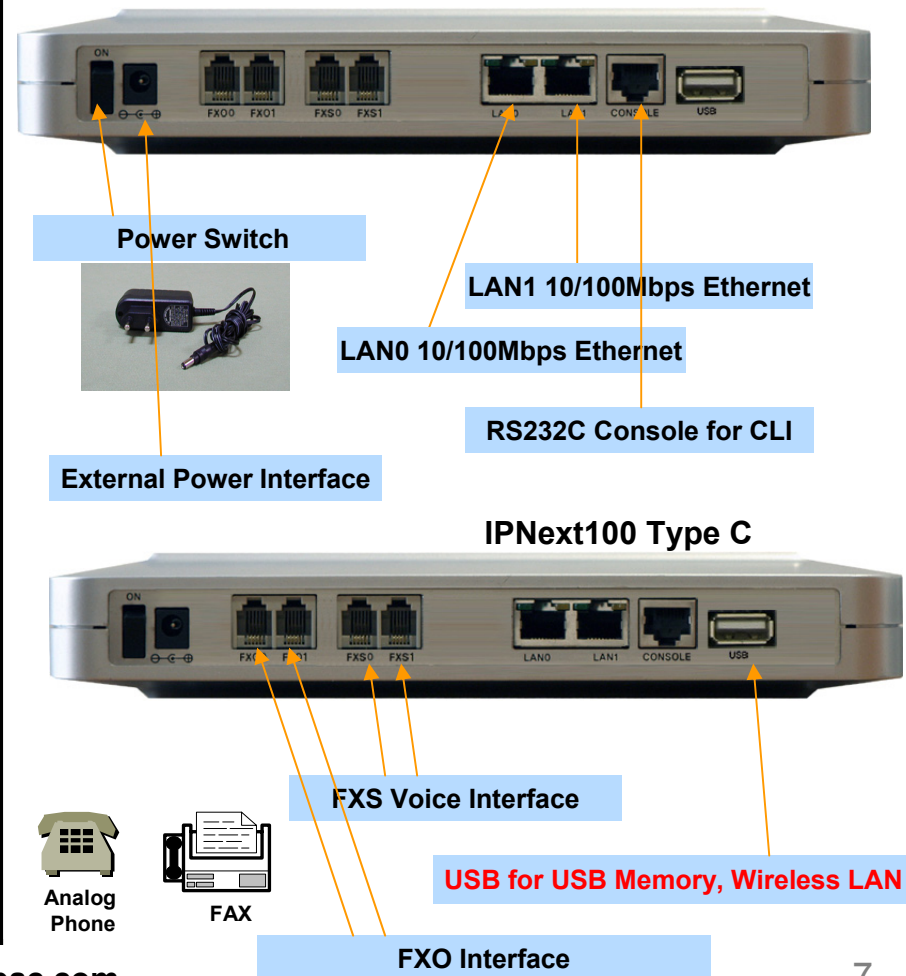 ON
FXO0 FXO1 FXS0 FXS1 LAN0 LAN1 CONSOLE USB
Power Switch
LAN1 10/100Mbps Ethernet
LAN0 10/100Mbps Ethernet
RS232C Console for CLI
External Power Interface
IPNext100 Type C
ON
FXO0 FXO1 FXS0 FXS1 LAN0 LAN1 CONSOLE USB
FXS Voice Interface
USB for USB Memory, Wireless LAN
Analog
Phone
FAX
FXO Interface
7